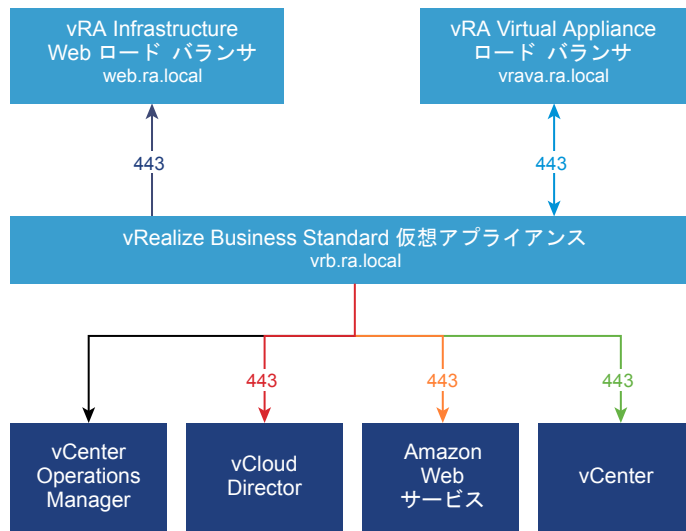 vRA Infrastructure
Web ロード バランサ
web.ra.local
vRA Virtual Appliance
ロード バランサ
vrava.ra.local
443
443
vRealize Business Standard 仮想アプライアンス
vrb.ra.local
443
443
443
vCenter
Operations
Manager
vCloud
Director
Amazon
Web
サービス
vCenter